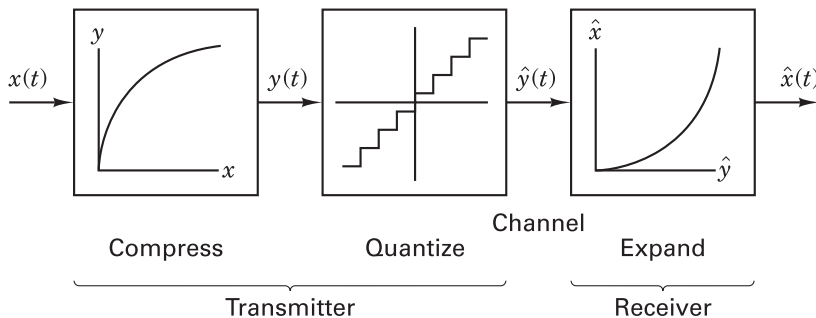 y
x̂
x(t)
y(t)
ŷ(t)
x̂(t)
x
ŷ
Channel
Compress
Quantize
Expand
Transmitter
Receiver